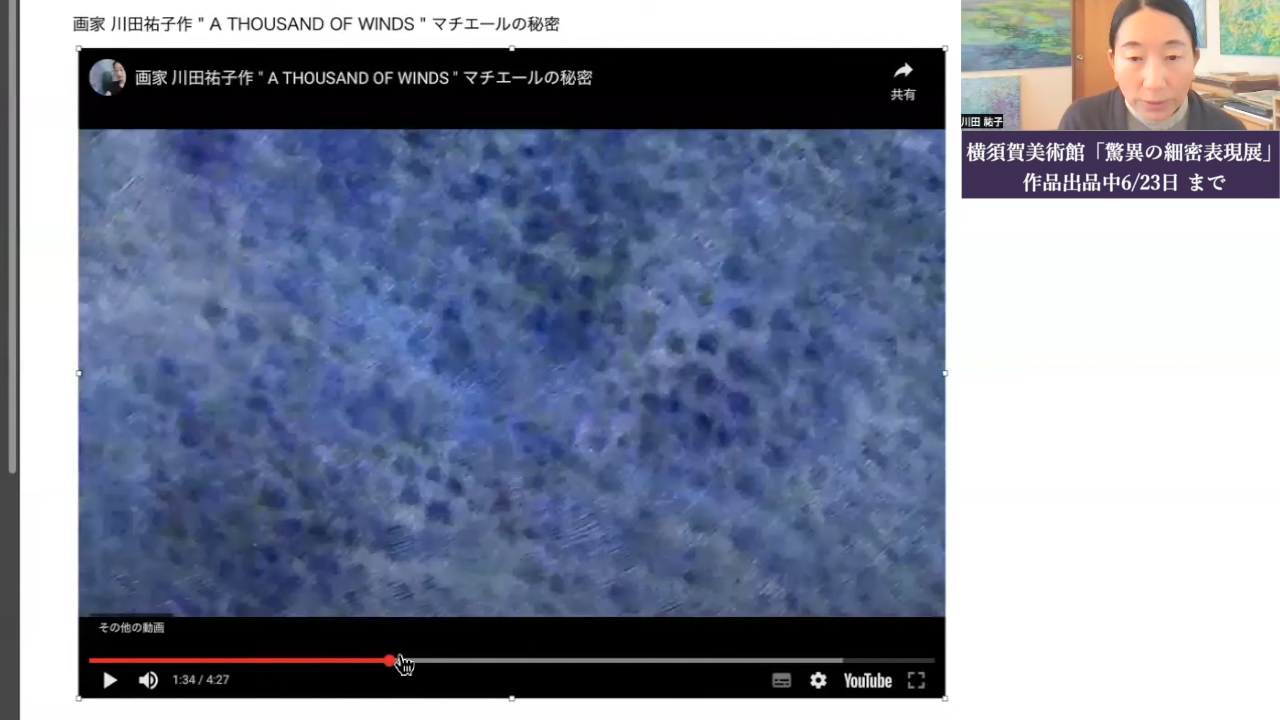 画家 川田祐子作 " A THOUSAND OF WINDS " マチエールの秘密
画家 川田祐子作 " A THOUSAND OF WINDS " マチエールの秘密
共有
川田 祐子
横須賀美術館「驚異の細密表現展」
作品出品中6/23日 まで
その他の動画
1:34 / 4:27
YouTube